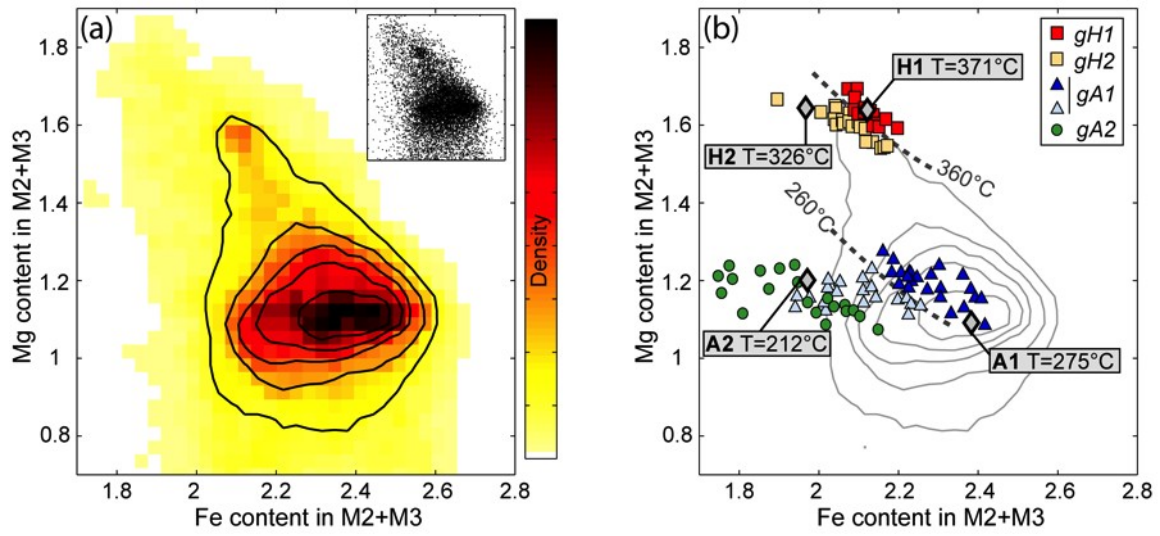 (a)
Mg content in M2+M3
1.8
1.6
1.4
1.2
1
0.8
1.8 2 2.2 2.4 2.6 2.8
Fe content in M2+M3
Density
(b)
Mg content in M2+M3
1.8
1.6
1.4
1.2
1
0.8
1.8 2 2.2 2.4 2.6 2.8
Fe content in M2+M3
gH1
gH2
gA1
gA2
H1 T=371°C
H2 T=326°C
360°C
260°C
A2 T=212°C
A1 T=275°C